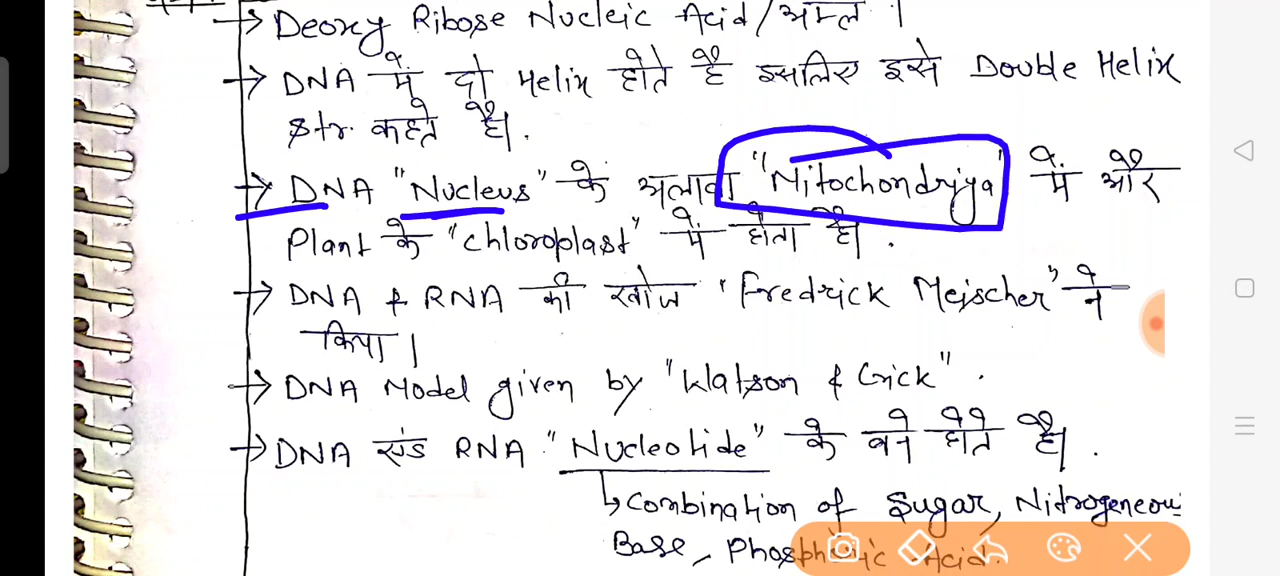 → Deoxy Ribose Nucleic Acid/अम्ल ।
→ DNA में दो Helix होते है इसलिए इसे Double Helix
Str. कहते है।.
→ DNA "Nucleus" के अलावा "Mitochondriya" में और
Plant के "chloroplast" में होता है।.
→ DNA & RNA की खोज "Fredrick Meischer" ने
किया।
→ DNA Model given by "Watson & Crick".
→ DNA एंड RNA "Nucleotide" के बने होते है।.
↳ Combination of Sugar, Nitrogeneou
Base, Phosphoric Acid.